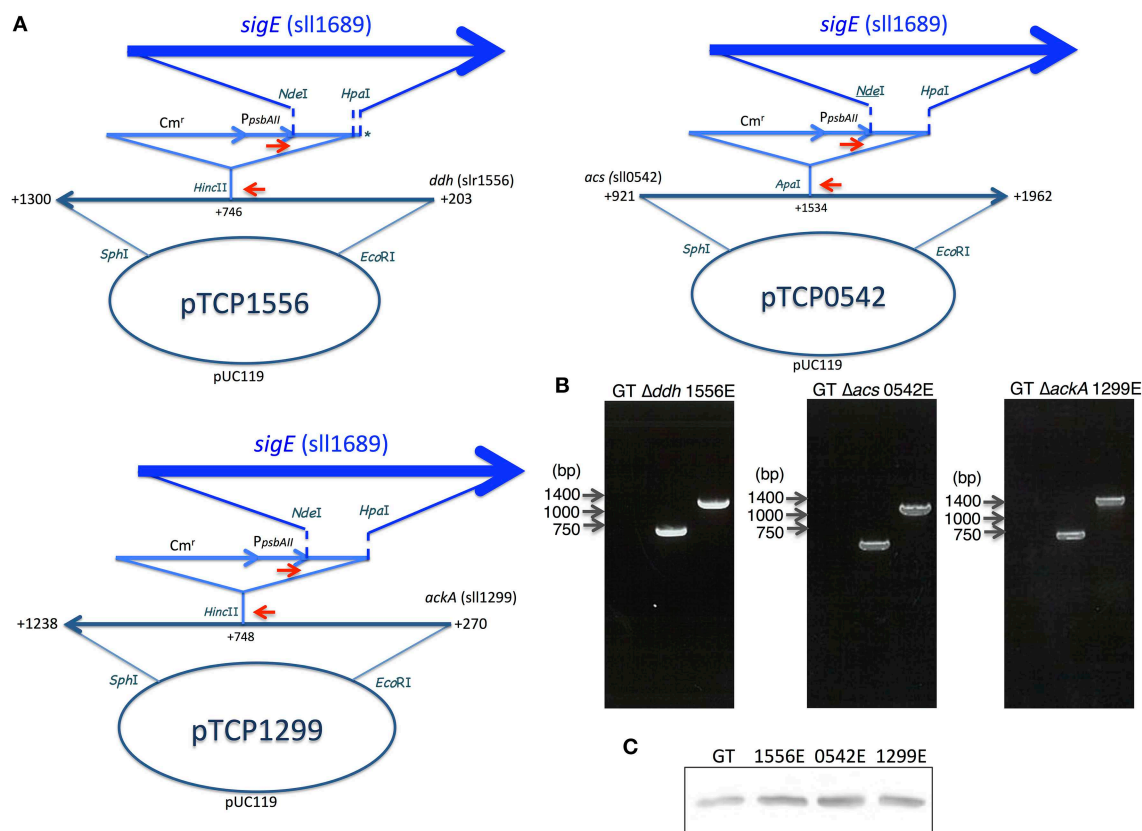 A
sigE (sll1689)
NdeI HpaI
Cmʳ PpsbAII
*
HincII
ddh (slr1556)
+1300 +746 +203
SphI EcoRI
pTCP1556
pUC119
sigE (sll1689)
NdeI HpaI
Cmʳ PpsbAII
acs (sll0542)
ApaI
+921 +1534 +1962
SphI EcoRI
pTCP0542
pUC119
sigE (sll1689)
NdeI HpaI
Cmʳ PpsbAII
HincII
ackA (sll1299)
+1238 +748 +270
SphI EcoRI
pTCP1299
pUC119
B
GT Δddh 1556E
(bp)
1400
1000
750
GT Δacs 0542E
(bp)
1400
1000
750
GT ΔackA 1299E
(bp)
1400
1000
750
C
GT 1556E 0542E 1299E